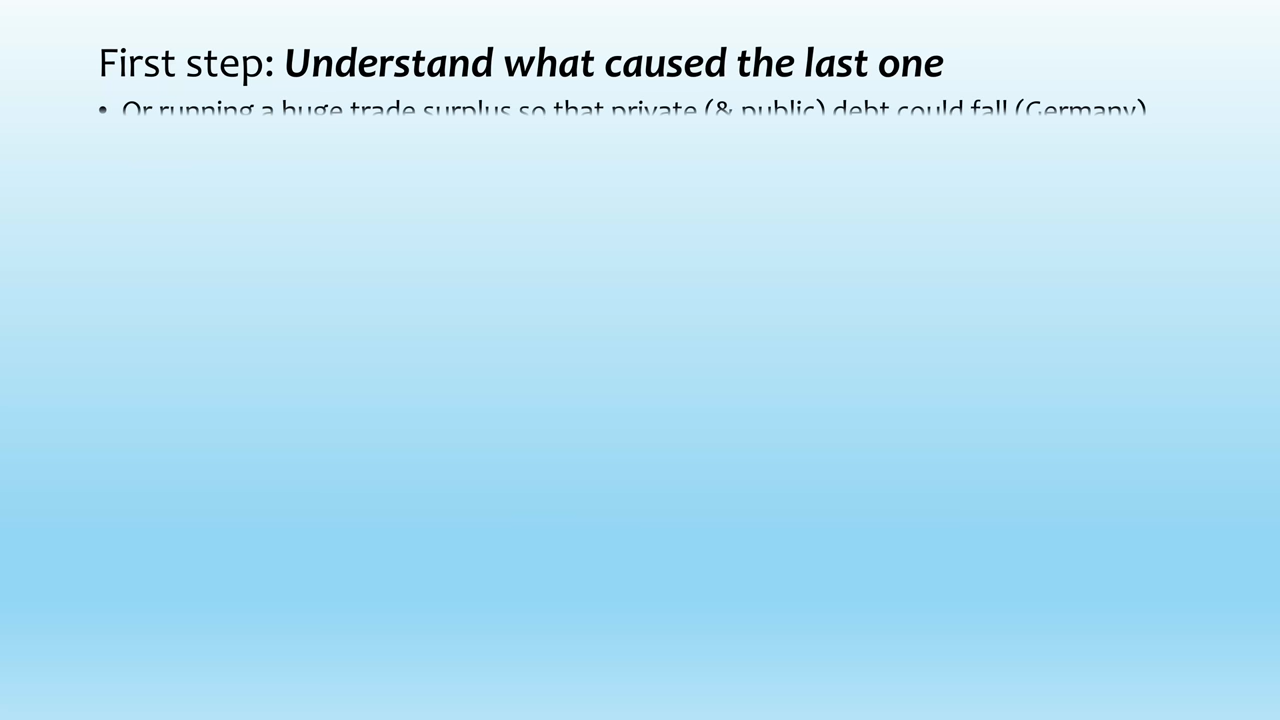 First step: Understand what caused the last one
• Or running a huge trade surplus so that private (& public) debt could fall (Germany)